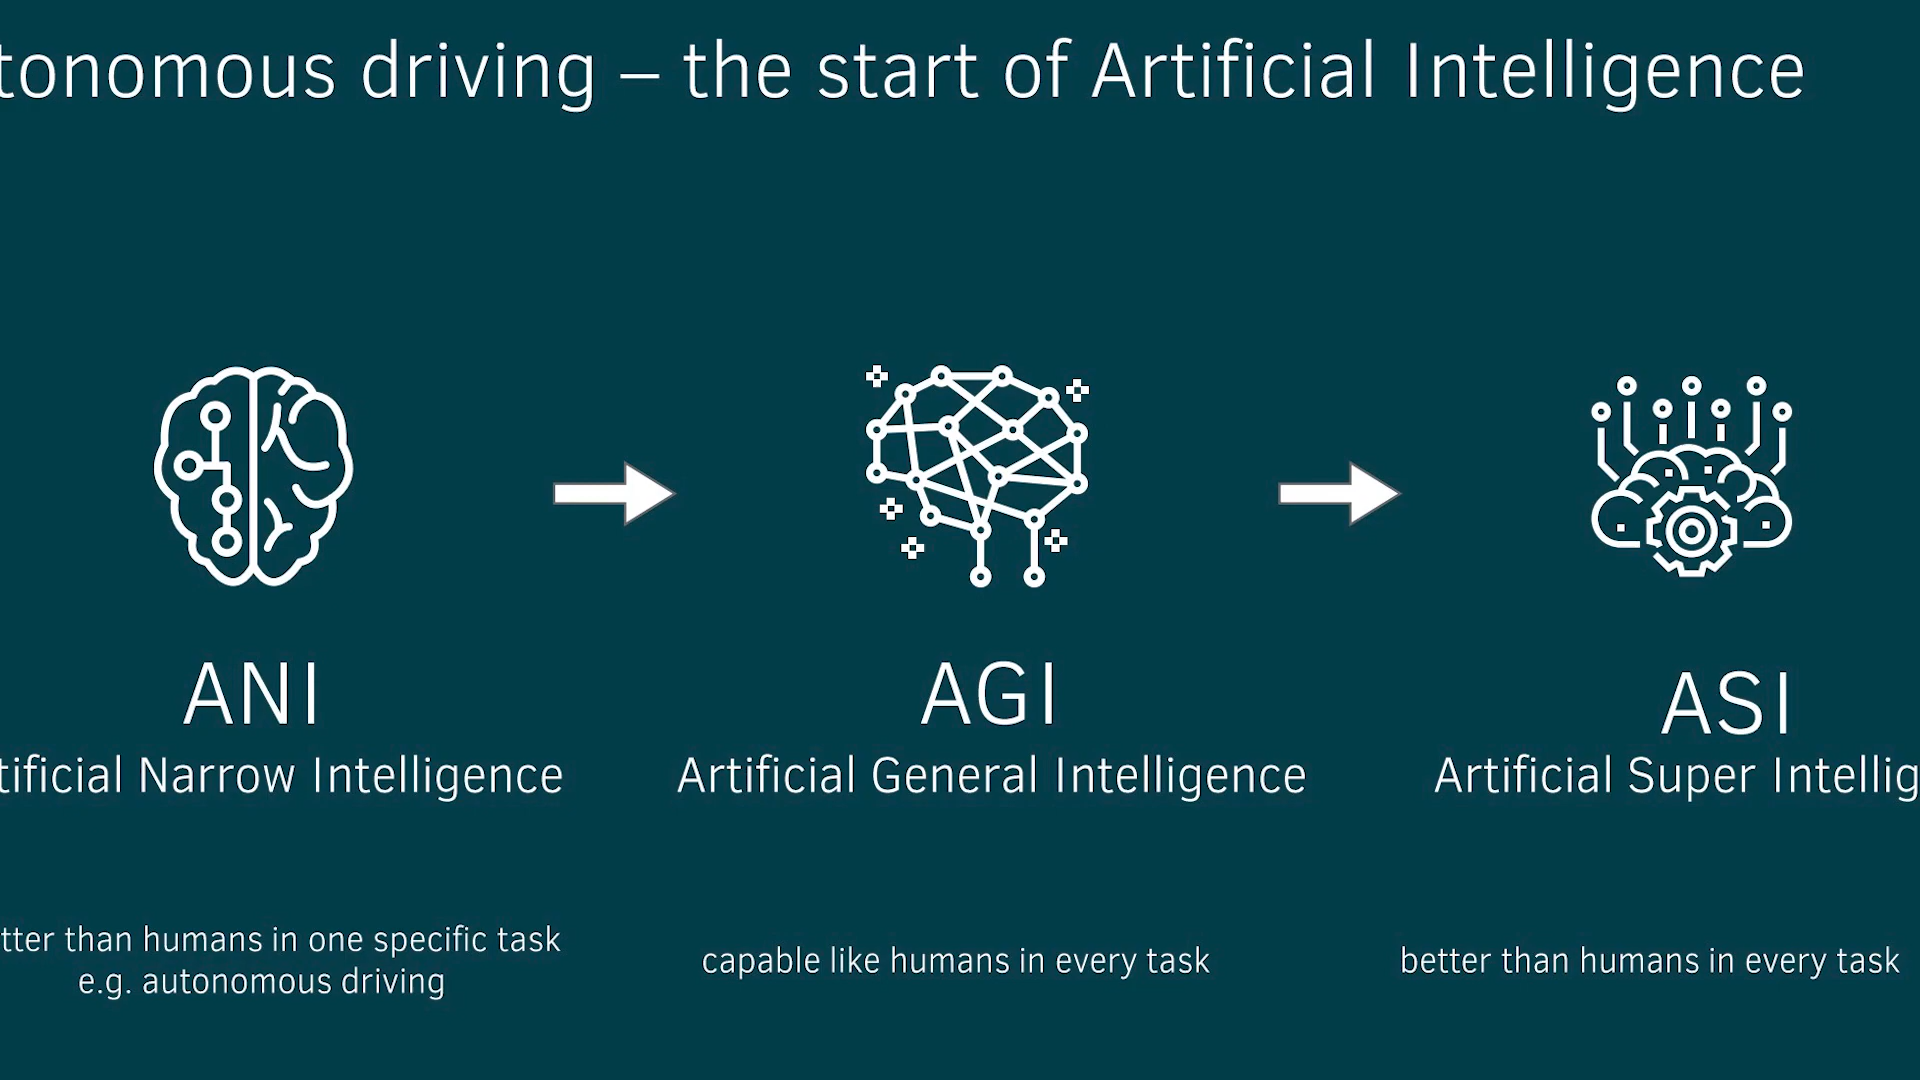 tonomous driving – the start of Artificial Intelligence
ANI
AGI
ASI
tificial Narrow Intelligence
Artificial General Intelligence
Artificial Super Intellig
tter than humans in one specific task
e.g. autonomous driving
capable like humans in every task
better than humans in every task